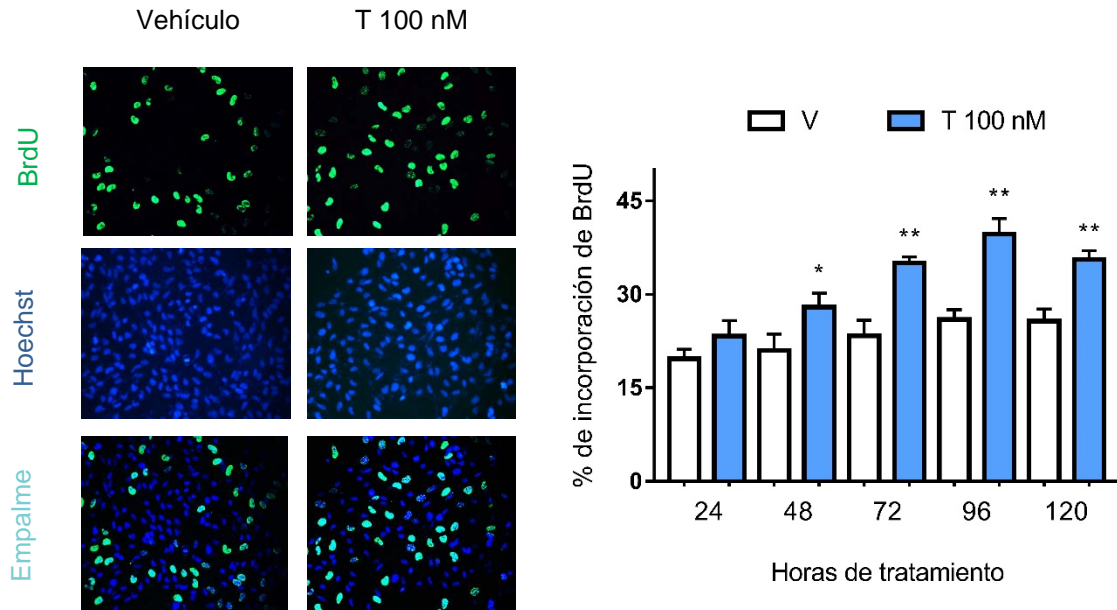 Vehículo T 100 nM
BrdU
Hoechst
Empalme
V T 100 nM
% de incorporación de BrdU
45
30
15
0
* ** ** **
24 48 72 96 120
Horas de tratamiento